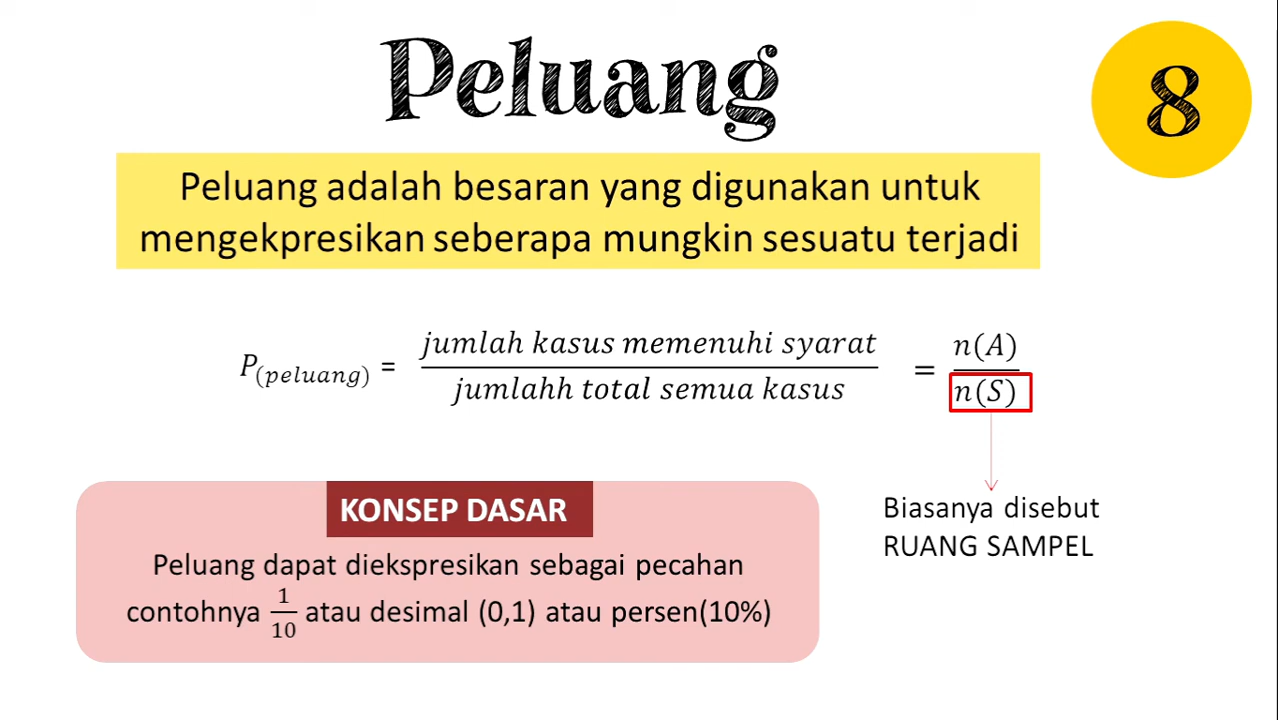 Peluang
8
Peluang adalah besaran yang digunakan untuk
mengekpresikan seberapa mungkin sesuatu terjadi
P(peluang) = jumlah kasus memenuhi syarat / jumlahh total semua kasus = n(A) / n(S)
KONSEP DASAR
Peluang dapat diekspresikan sebagai pecahan
contohnya 1/10 atau desimal (0,1) atau persen(10%)
Biasanya disebut
RUANG SAMPEL